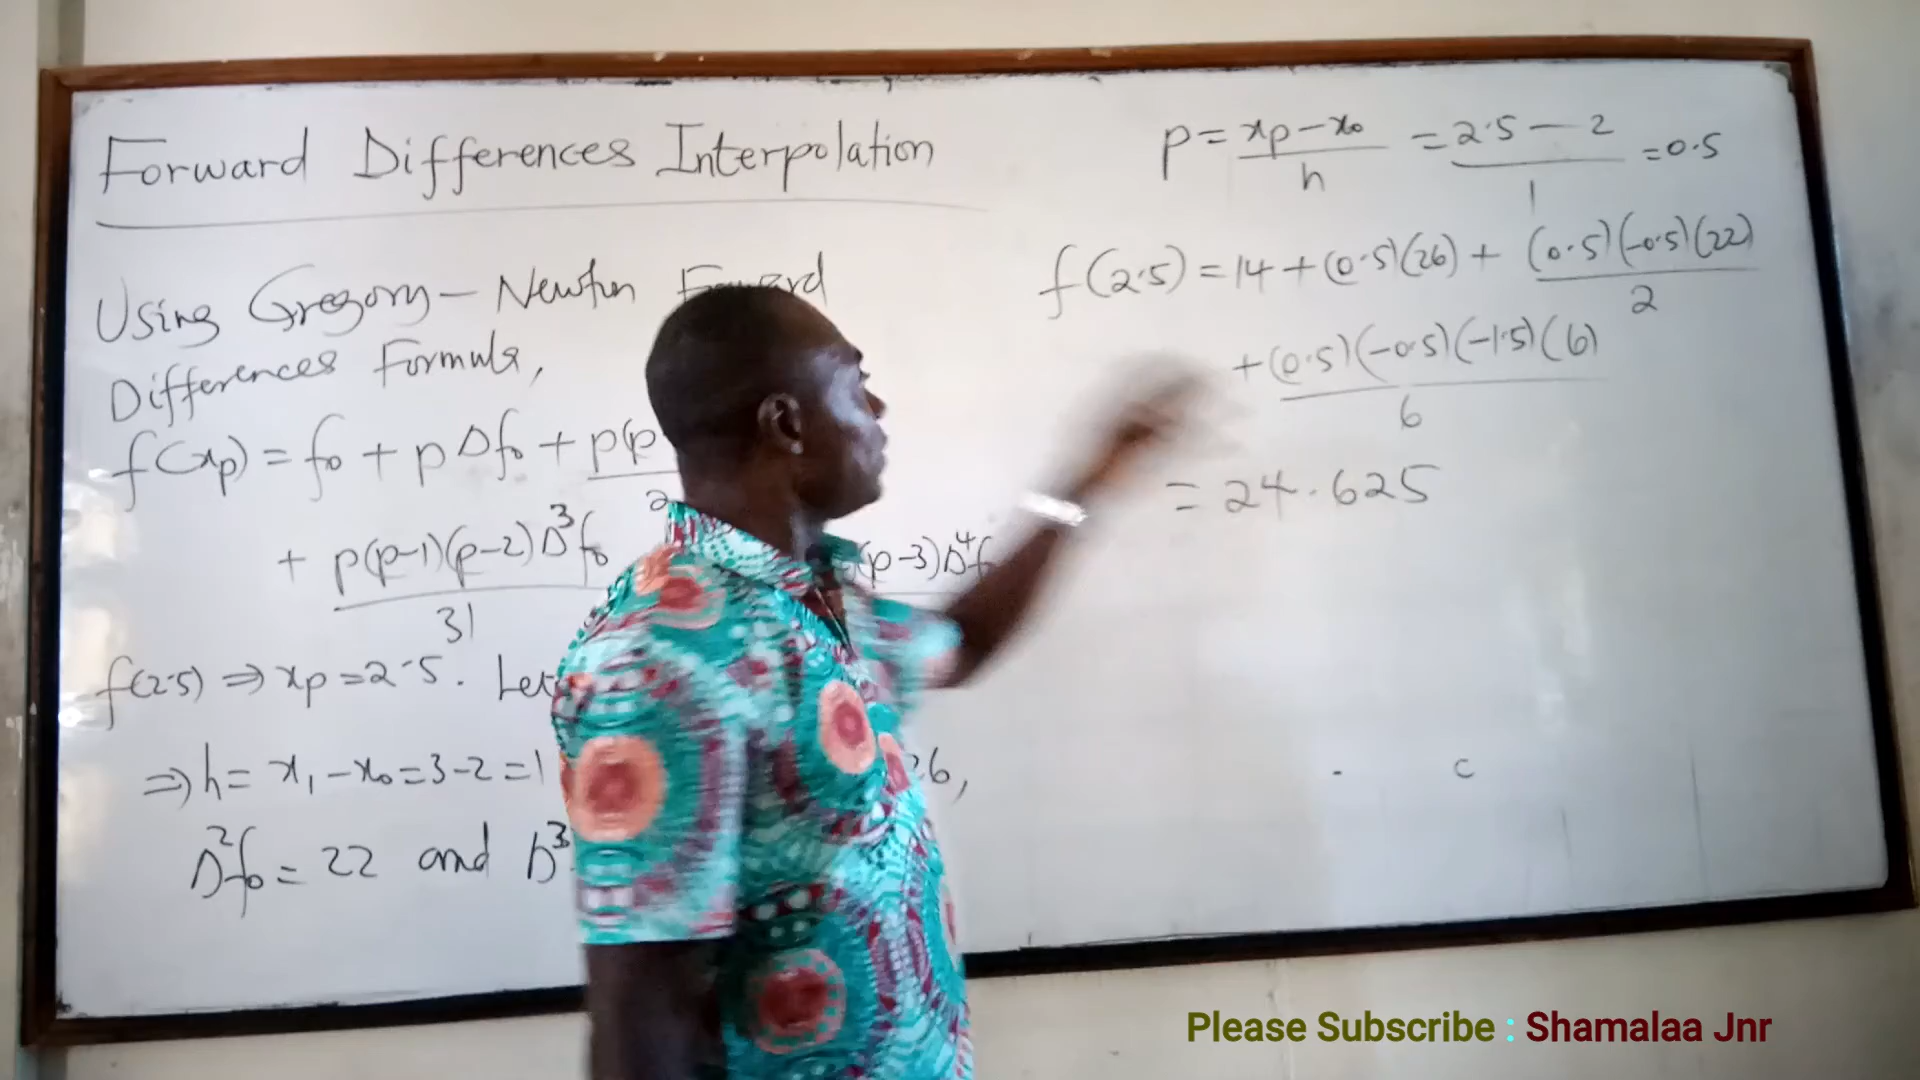 Forward Differences Interpolation
Using Gregory - Newton Forward
Differences Formula,
f(xp) = f₀ + pΔf₀ + p(p
2
+ p(p-1)(p-2)Δ³f₀
3!
(p-3)Δ⁴f
f(2.5) ⇒ xp = 2.5. Let
⇒ h = x₁ - x₀ = 3-2 = 1
26,
Δ²f₀ = 22 and Δ³
p = xp - x₀ / h = 2.5 - 2 / 1 = 0.5
f(2.5) = 14 + (0.5)(26) + (0.5)(-0.5)(22) / 2
+ (0.5)(-0.5)(-1.5)(6) / 6
= 24.625
Please Subscribe : Shamalaa Jnr